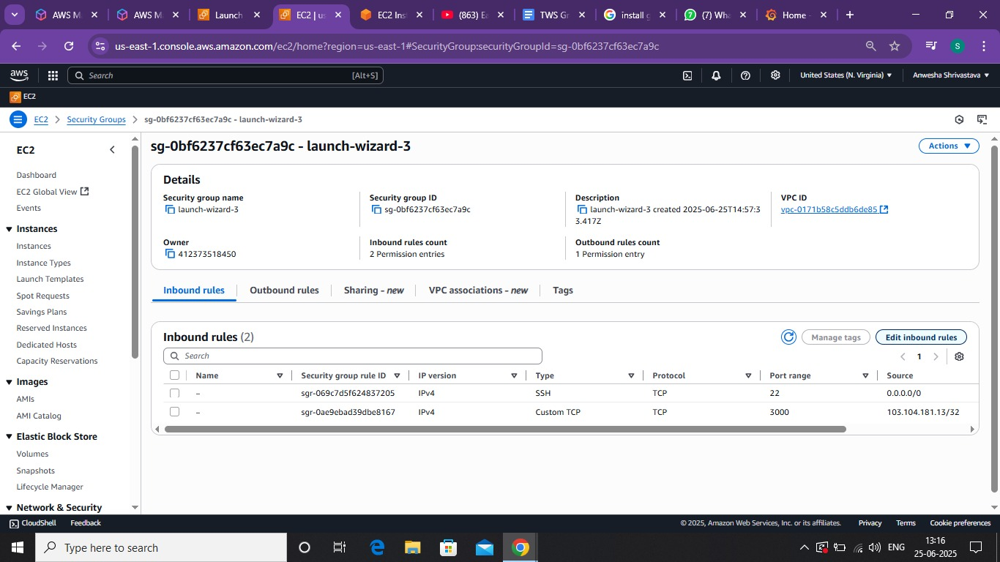 AWS M
AWS M
Launch
EC2 | us
EC2 Ins
(863) Ea
TWS Gr
install g
(7) Wha
Home -
us-east-1.console.aws.amazon.com/ec2/home?region=us-east-1#SecurityGroup:securityGroupId=sg-0bf6237cf63ec7a9c
S
aws
Search
[Alt+S]
United States (N. Virginia)
Anwesha Shrivastava
EC2
EC2 > Security Groups > sg-0bf6237cf63ec7a9c - launch-wizard-3
EC2
Dashboard
EC2 Global View
Events
Instances
Instances
Instance Types
Launch Templates
Spot Requests
Savings Plans
Reserved Instances
Dedicated Hosts
Capacity Reservations
Images
AMIs
AMI Catalog
Elastic Block Store
Volumes
Snapshots
Lifecycle Manager
Network & Security
sg-0bf6237cf63ec7a9c - launch-wizard-3
Actions
Details
Security group name
launch-wizard-3
Security group ID
sg-0bf6237cf63ec7a9c
Description
launch-wizard-3 created 2025-06-25T14:57:3
3.417Z
VPC ID
vpc-0171b58c5ddb6de85
Owner
412373518450
Inbound rules count
2 Permission entries
Outbound rules count
1 Permission entry
Inbound rules
Outbound rules
Sharing - new
VPC associations - new
Tags
Inbound rules (2)
Manage tags
Edit inbound rules
Search
1
Name Security group rule ID IP version Type Protocol Port range Source
– sgr-069c7d5f624837205 IPv4 SSH TCP 22 0.0.0.0/0
– sgr-0ae9ebad39dbe8167 IPv4 Custom TCP TCP 3000 103.104.181.13/32
CloudShell
Feedback
© 2025, Amazon Web Services, Inc. or its affiliates.
Privacy
Terms
Cookie preferences
Type here to search
ENG
13:16
25-06-2025